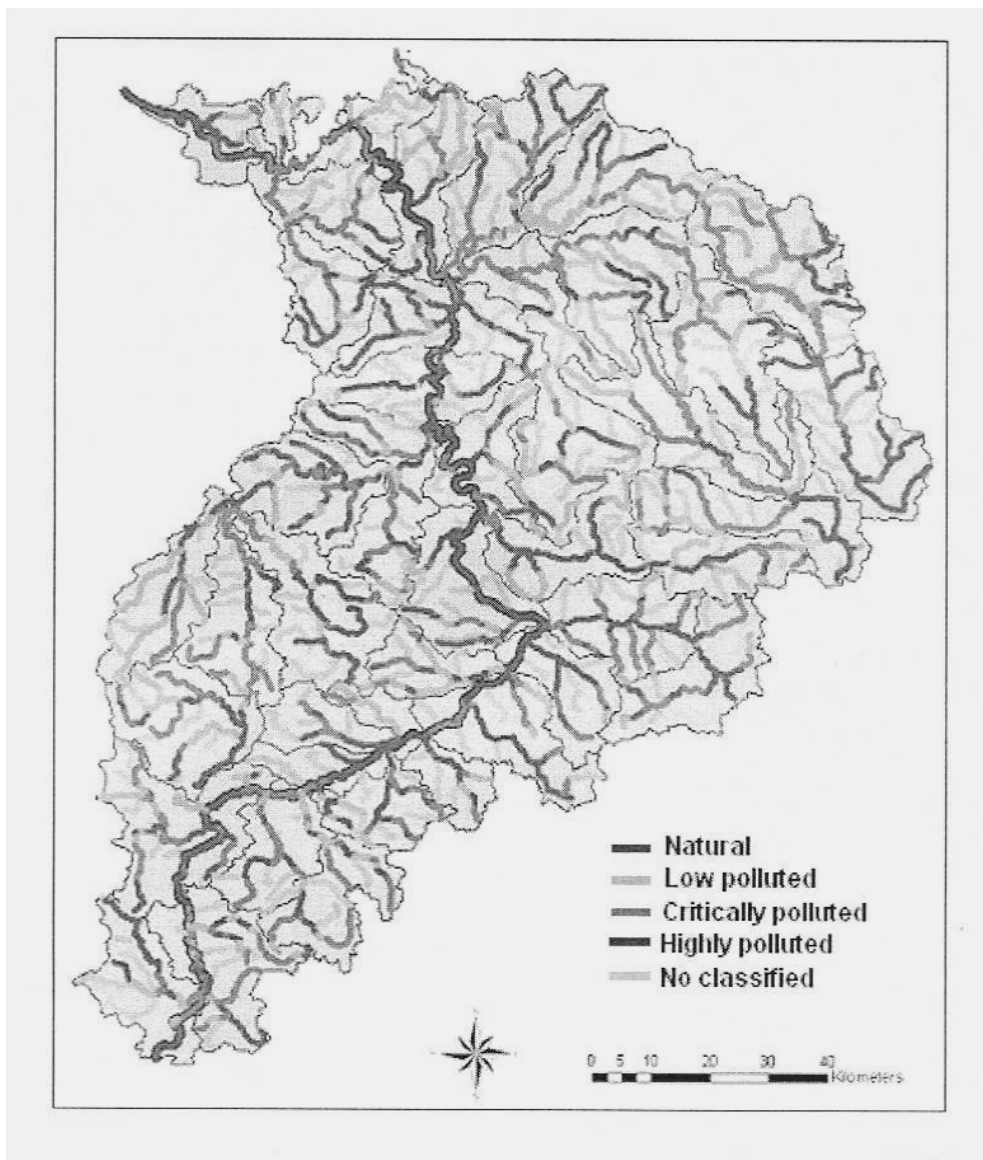 Natural
Low polluted
Critically polluted
Highly polluted
No classified
0 5 10 20 30 40
Kilometers